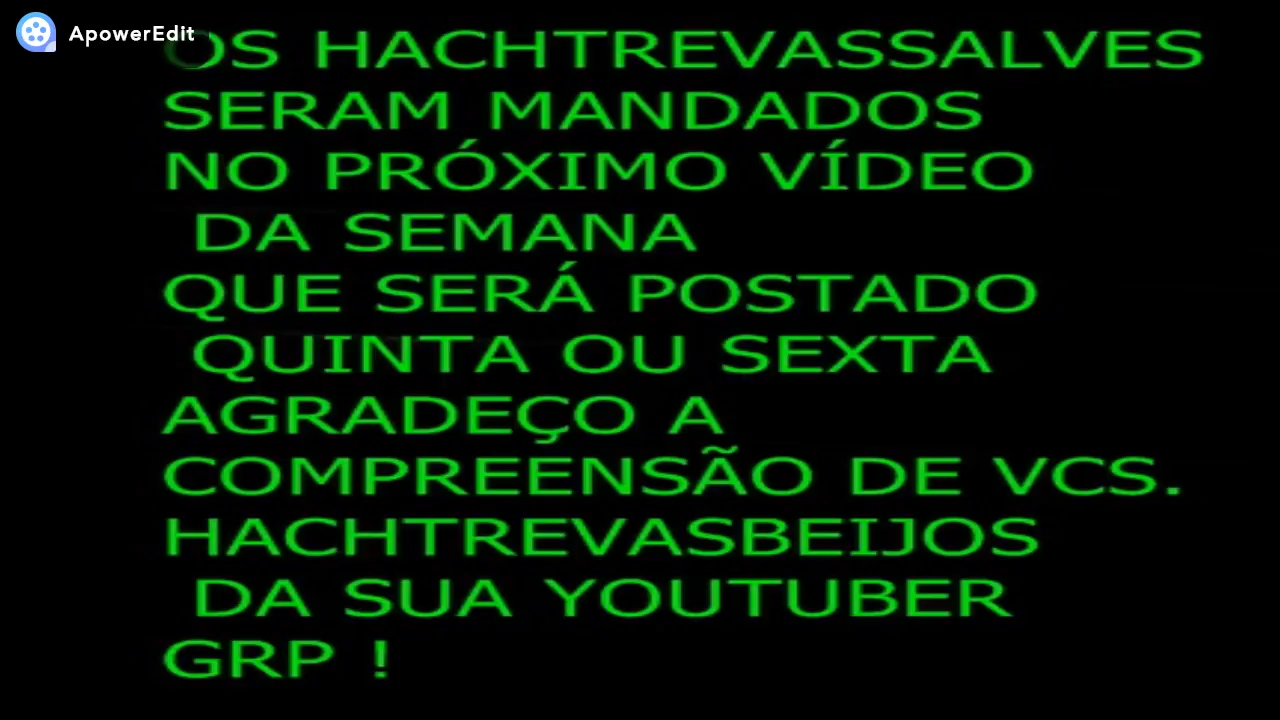 ApowerEdit
OS HACHTREVASSALVES
SERAM MANDADOS
NO PRÓXIMO VÍDEO
DA SEMANA
QUE SERÁ POSTADO
QUINTA OU SEXTA
AGRADEÇO A
COMPREENSÃO DE VCS.
HACHTREVASBEIJOS
DA SUA YOUTUBER
GRP !